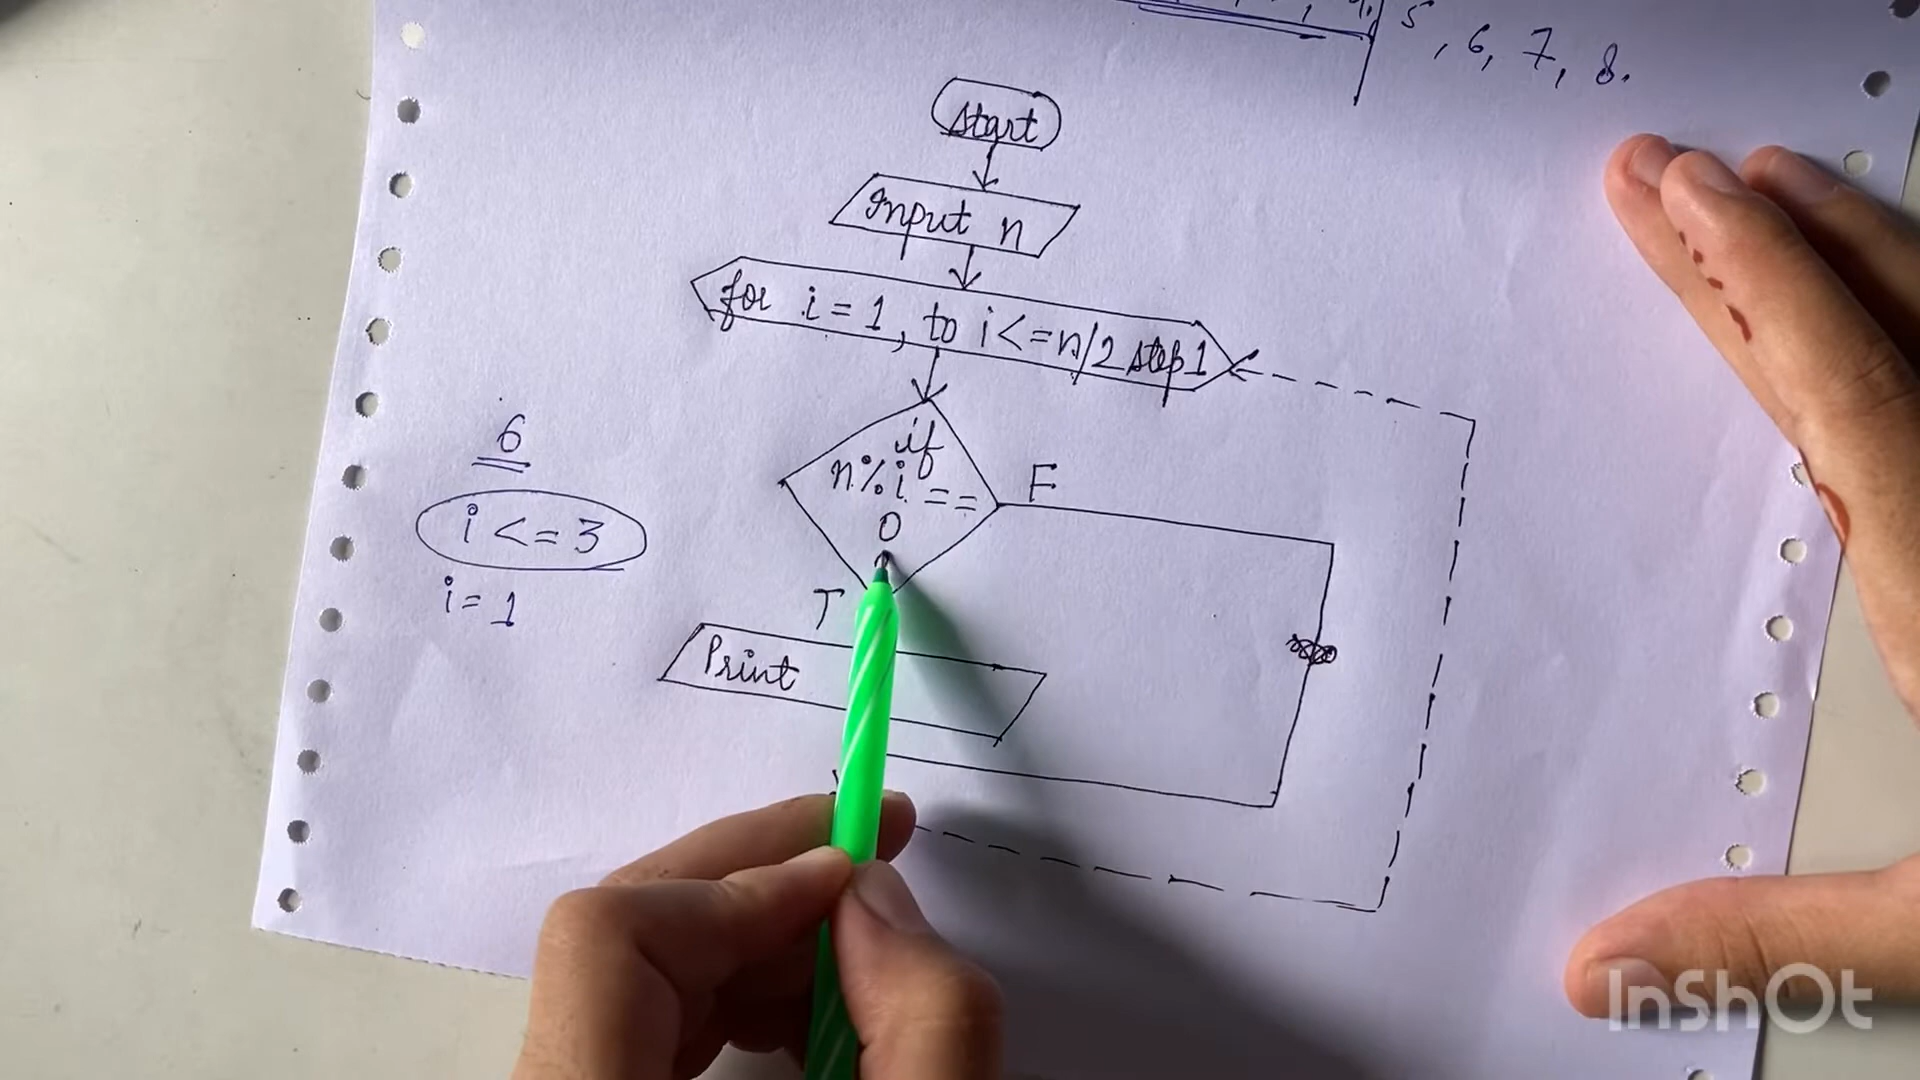 5, 6, 7, 8.
Start
Input n
for i = 1, to i <= n/2 step 1
if
n % i ==
0
F
T
Print
6
i <= 3
i = 1
InShOt